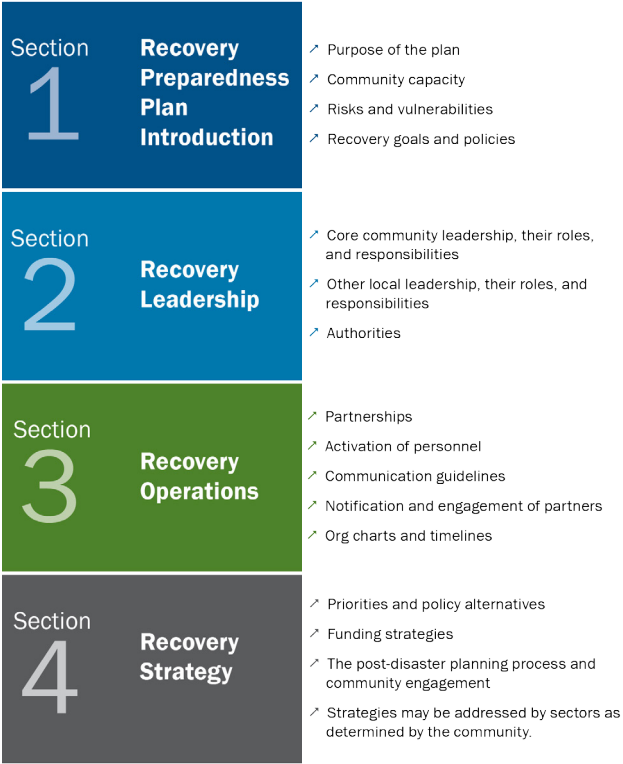 Section
1
Recovery
Preparedness
Plan
Introduction
↗ Purpose of the plan
↗ Community capacity
↗ Risks and vulnerabilities
↗ Recovery goals and policies
Section
2
Recovery
Leadership
↗ Core community leadership, their roles,
and responsibilities
↗ Other local leadership, their roles, and
responsibilities
↗ Authorities
Section
3
Recovery
Operations
↗ Partnerships
↗ Activation of personnel
↗ Communication guidelines
↗ Notification and engagement of partners
↗ Org charts and timelines
Section
4
Recovery
Strategy
↗ Priorities and policy alternatives
↗ Funding strategies
↗ The post-disaster planning process and
community engagement
↗ Strategies may be addressed by sectors as
determined by the community.